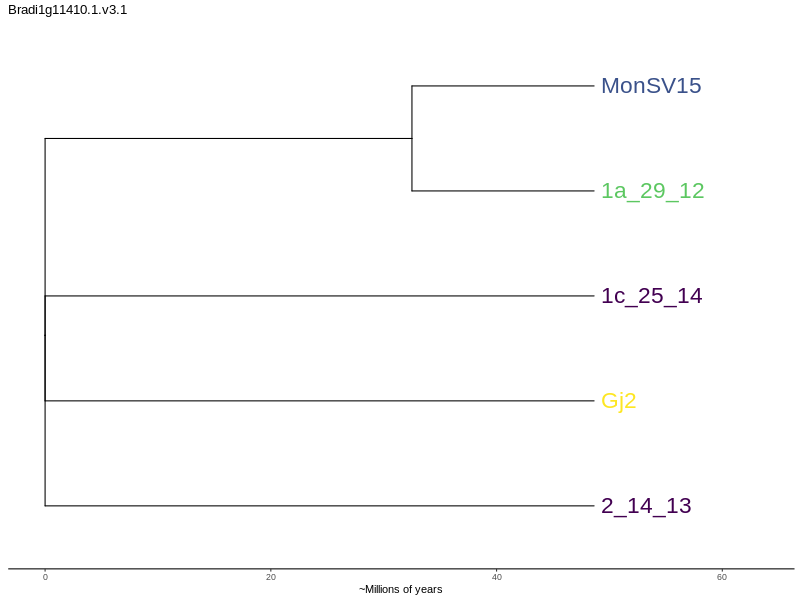 Bradi1g11410.1.v3.1
MonSV15
1a_29_12
1c_25_14
Gj2
2_14_13
0 20 40 60
~Millions of years